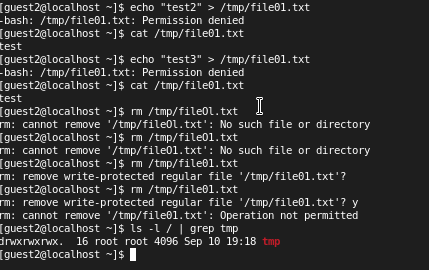 [guest2@localhost ~]$ echo "test2" > /tmp/file01.txt
-bash: /tmp/file01.txt: Permission denied
[guest2@localhost ~]$ cat /tmp/file01.txt
test
[guest2@localhost ~]$ echo "test3" > /tmp/file01.txt
-bash: /tmp/file01.txt: Permission denied
[guest2@localhost ~]$ cat /tmp/file01.txt
test
[guest2@localhost ~]$ rm /tmp/fileOl.txt
rm: cannot remove '/tmp/fileOl.txt': No such file or directory
[guest2@localhost ~]$ rm /tmp/fileO1.txt
rm: cannot remove '/tmp/fileO1.txt': No such file or directory
[guest2@localhost ~]$ rm /tmp/file01.txt
rm: remove write-protected regular file '/tmp/file01.txt'?
[guest2@localhost ~]$ rm /tmp/file01.txt
rm: remove write-protected regular file '/tmp/file01.txt'? y
rm: cannot remove '/tmp/file01.txt': Operation not permitted
[guest2@localhost ~]$ ls -l / | grep tmp
drwxrwxrwx.  16 root root 4096 Sep 10 19:18 tmp
[guest2@localhost ~]$